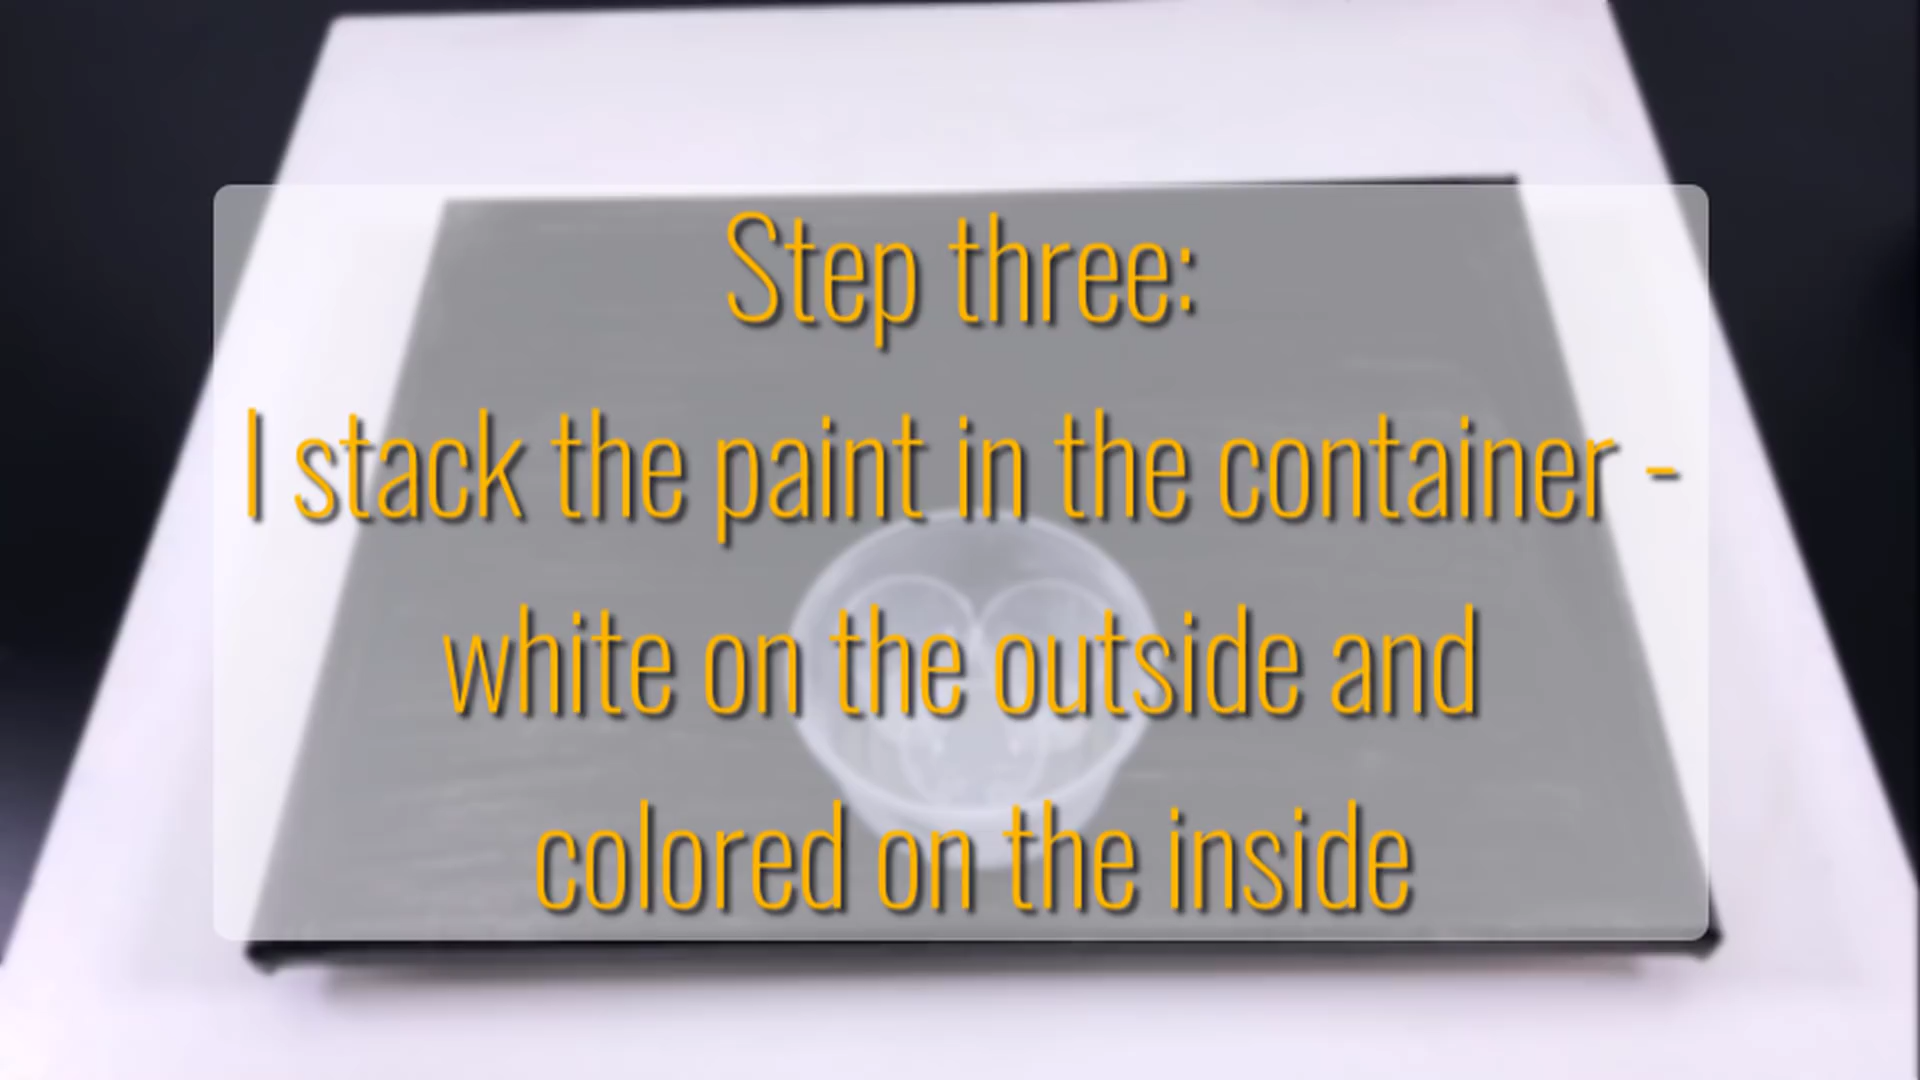 Step three:
I stack the paint in the container -
white on the outside and
colored on the inside